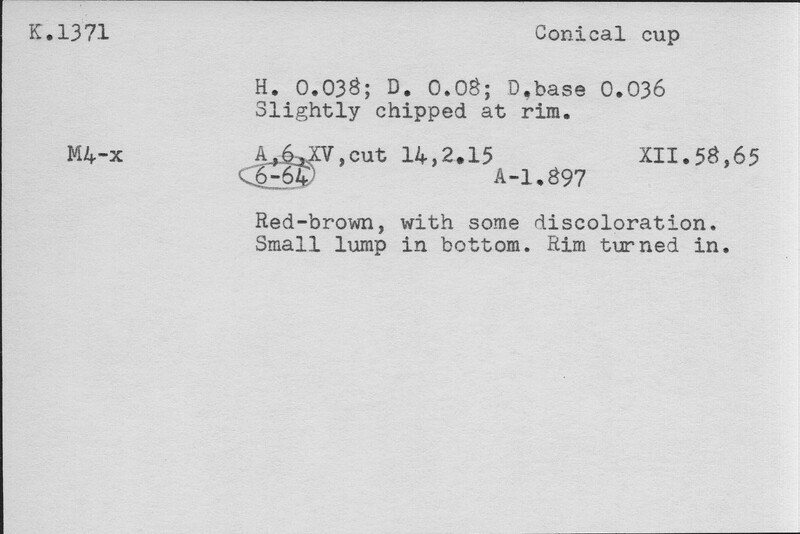 K.1371 Conical cup
H. 0.038; D. 0.08; D.base 0.036
Slightly chipped at rim.
M4-x A,6,XV,cut 14,2.15 XII.58,65
6-64 A-1.897
Red-brown, with some discoloration.
Small lump in bottom. Rim turned in.